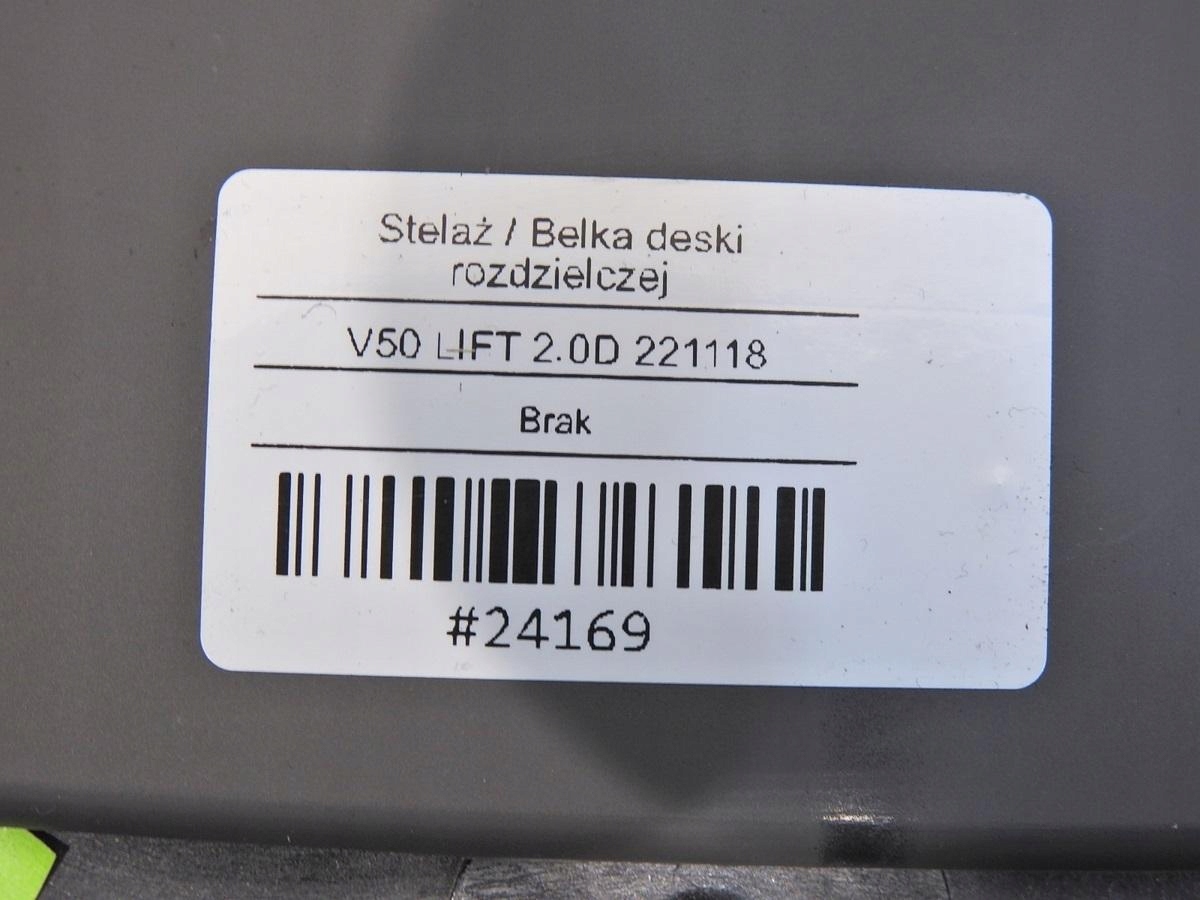 Stelaż / Belka deski
rozdzielczej
V50 LIFT 2.0D 221118
Brak
#24169